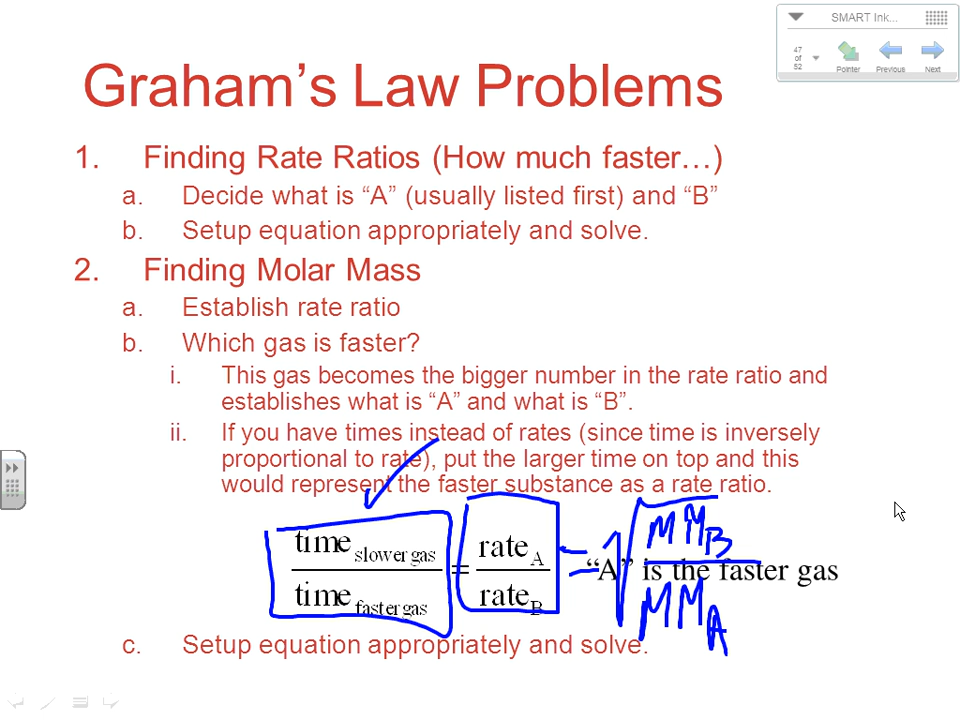 SMART Ink...
47
of
52
Pointer Previous Next
Graham's Law Problems
1. Finding Rate Ratios (How much faster…)
a. Decide what is “A” (usually listed first) and “B”
b. Setup equation appropriately and solve.
2. Finding Molar Mass
a. Establish rate ratio
b. Which gas is faster?
i. This gas becomes the bigger number in the rate ratio and
establishes what is “A” and what is “B”.
ii. If you have times instead of rates (since time is inversely
proportional to rate), put the larger time on top and this
would represent the faster substance as a rate ratio.
time slower gas rate A MM B
= = √ “A” is the faster gas
time faster gas rate B MM A
c. Setup equation appropriately and solve.